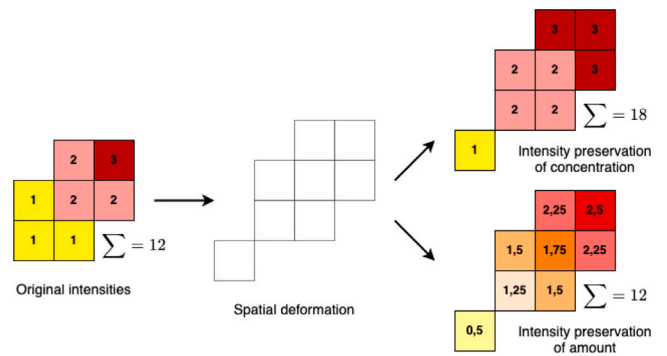 3 3
2 2 3
2 2
∑ = 18
1
Intensity preservation
of concentration
2 3
1 2 2
1 1
∑ = 12
Original intensities
Spatial deformation
2,25 2,5
1,5 1,75 2,25
1,25 1,5
∑ = 12
0,5
Intensity preservation
of amount